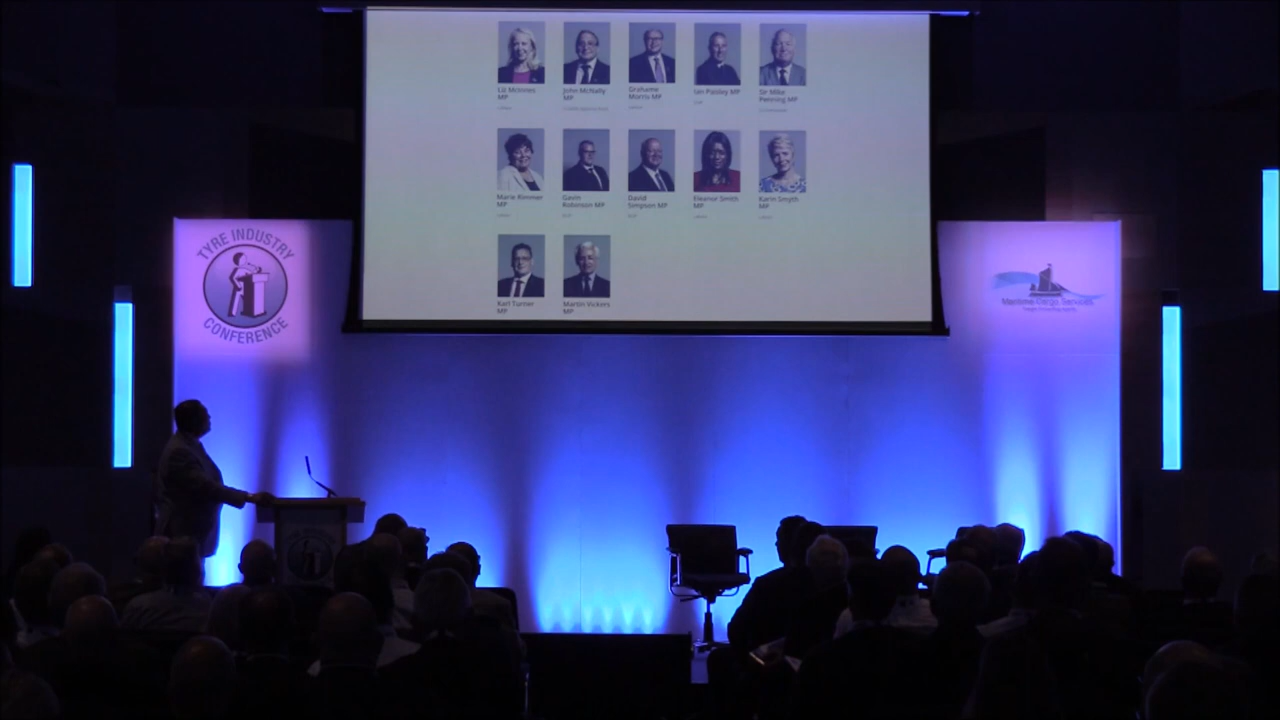 Liz McInnes
MP
John McNally
MP
Grahame
Morris MP
Ian Paisley MP
Sir Mike
Penning MP
Marie Rimmer
MP
Gavin
Robinson MP
David
Simpson MP
Eleanor Smith
MP
Karin Smyth
MP
Karl Turner
MP
Martin Vickers
MP
TYRE INDUSTRY
CONFERENCE
Maritime Cargo Services